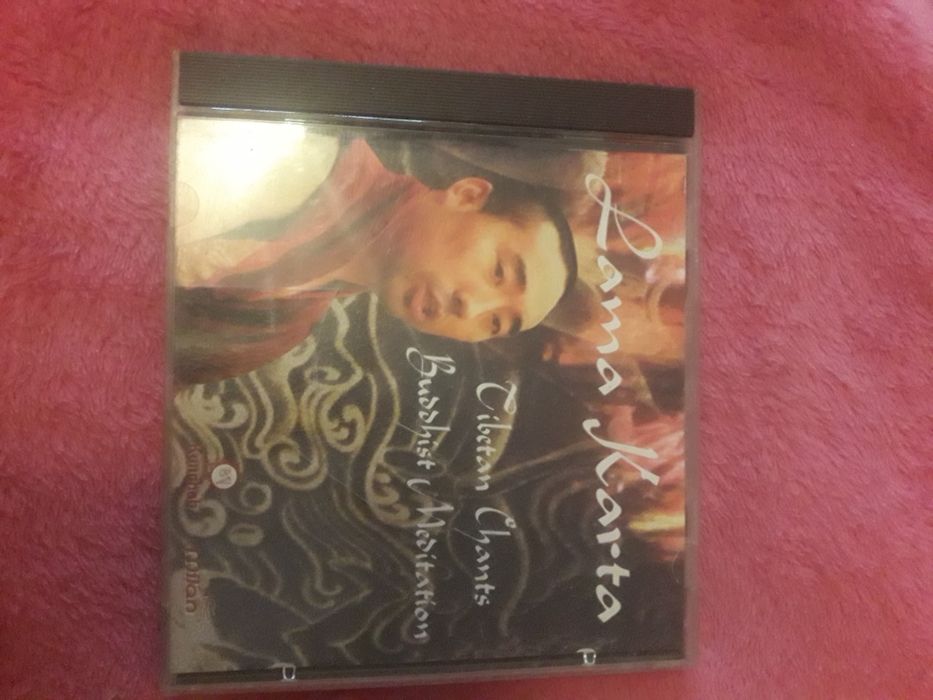 Lama Karta
Tibetan Chants
Buddhist Meditation